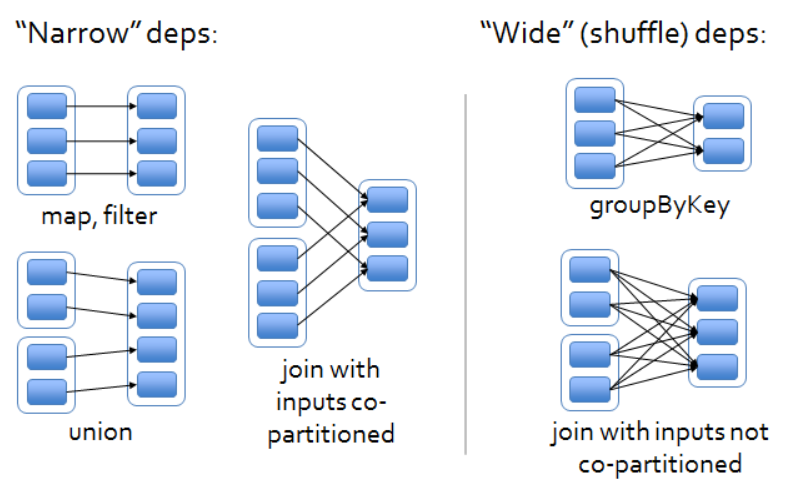 “Narrow” deps:
“Wide” (shuffle) deps:
map, filter
union
join with
inputs co-
partitioned
groupByKey
join with inputs not
co-partitioned